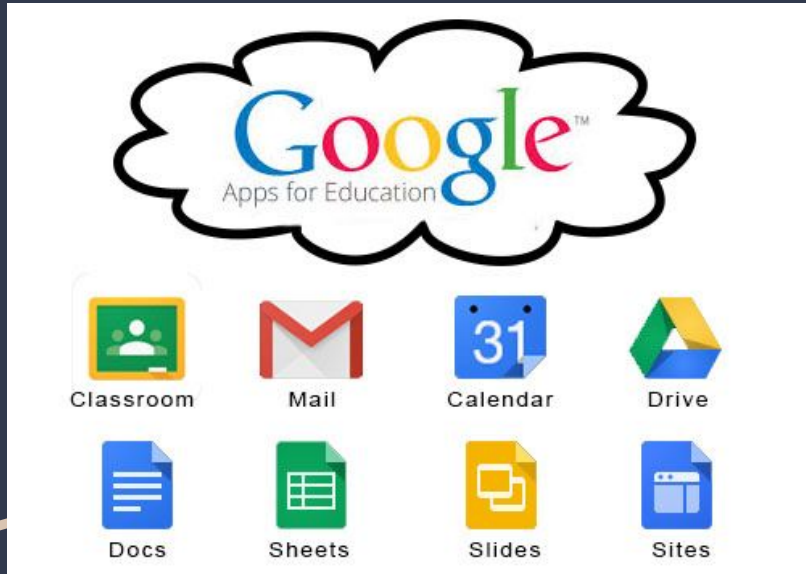 Google™
Apps for Education
31
Classroom Mail Calendar Drive
Docs Sheets Slides Sites